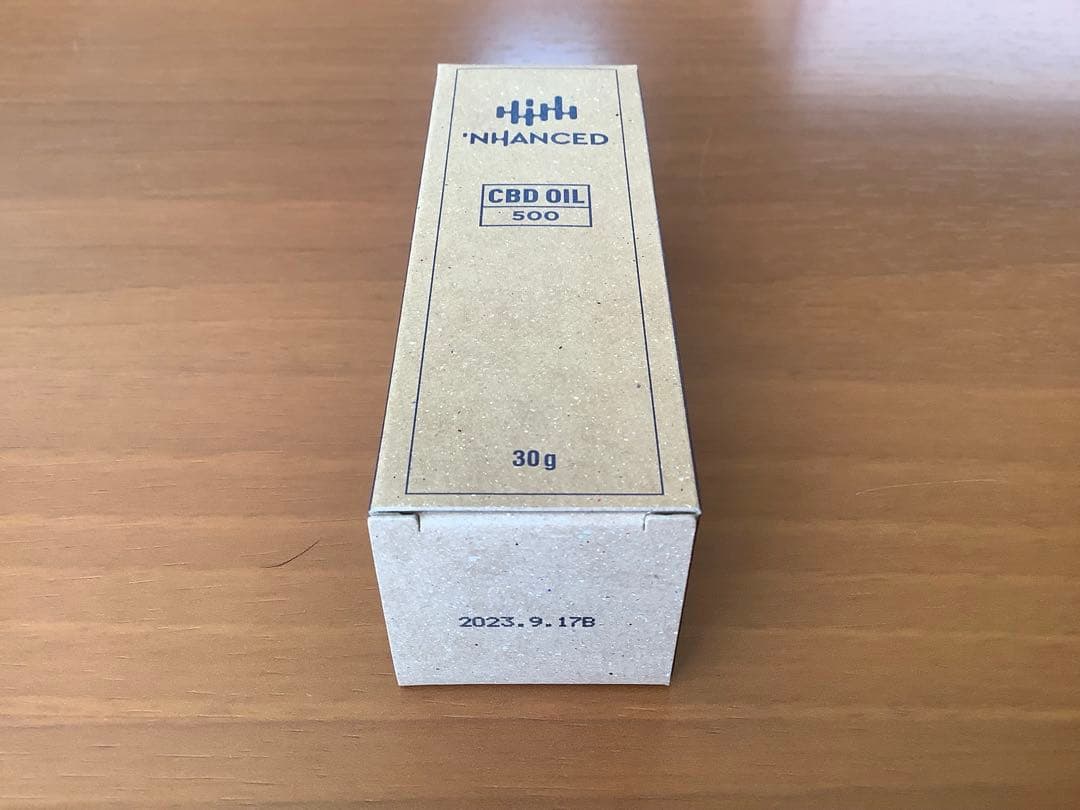 'NHANCED
CBD OIL
500
30g
2023.9.17B